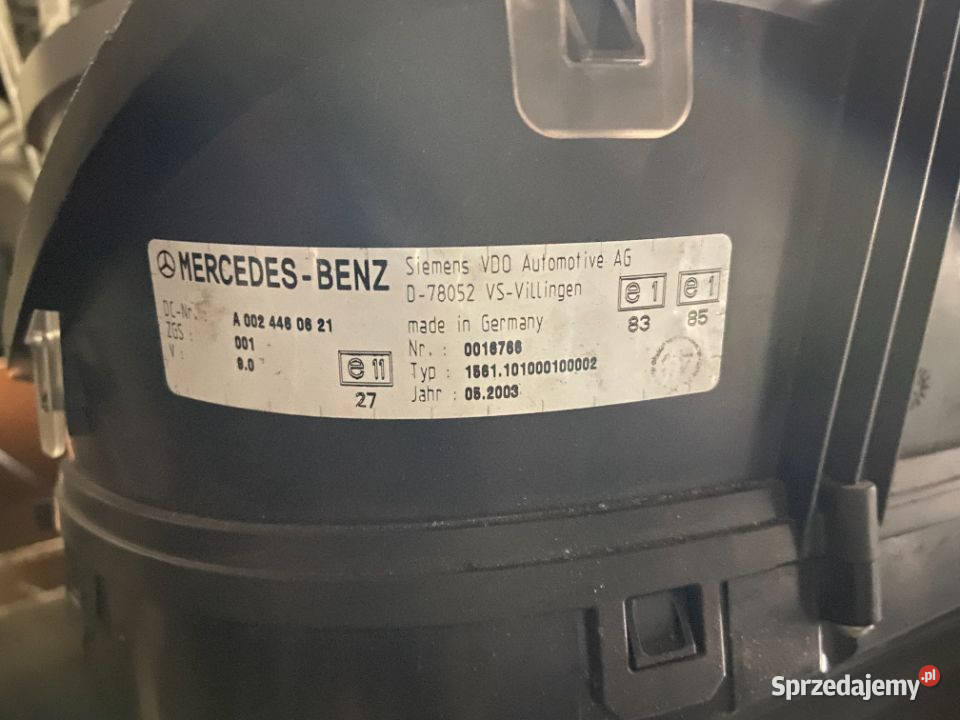 MERCEDES-BENZ
DC-Nr. : A 002 446 06 21
ZGS : 001
V : 9.0
e 11
27
Siemens VDO Automotive AG
D-78052 VS-Villingen
made in Germany
Nr. : 0016766
Typ : 1561.101000100002
Jahr : 05.2003
e 1
83
e 1
85
Sprzedajemy.pl